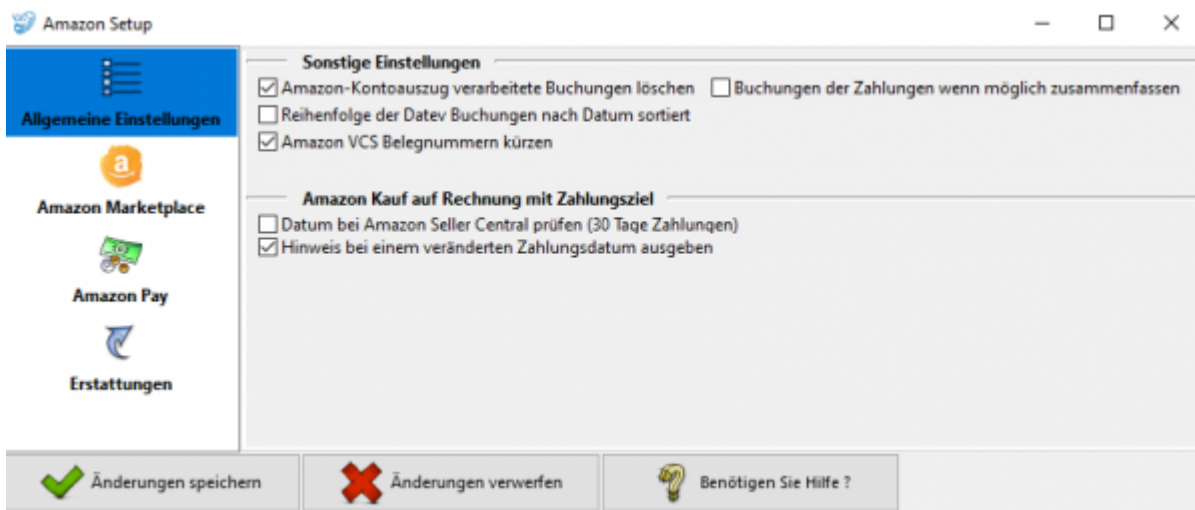 Amazon Setup
Allgemeine Einstellungen
Amazon Marketplace
Amazon Pay
Erstattungen
Sonstige Einstellungen
Amazon-Kontoauszug verarbeitete Buchungen löschen Buchungen der Zahlungen wenn möglich zusammenfassen
Reihenfolge der Datev Buchungen nach Datum sortiert
Amazon VCS Belegnummern kürzen
Amazon Kauf auf Rechnung mit Zahlungsziel
Datum bei Amazon Seller Central prüfen (30 Tage Zahlungen)
Hinweis bei einem veränderten Zahlungsdatum ausgeben
Änderungen speichern Änderungen verwerfen Benötigen Sie Hilfe ?